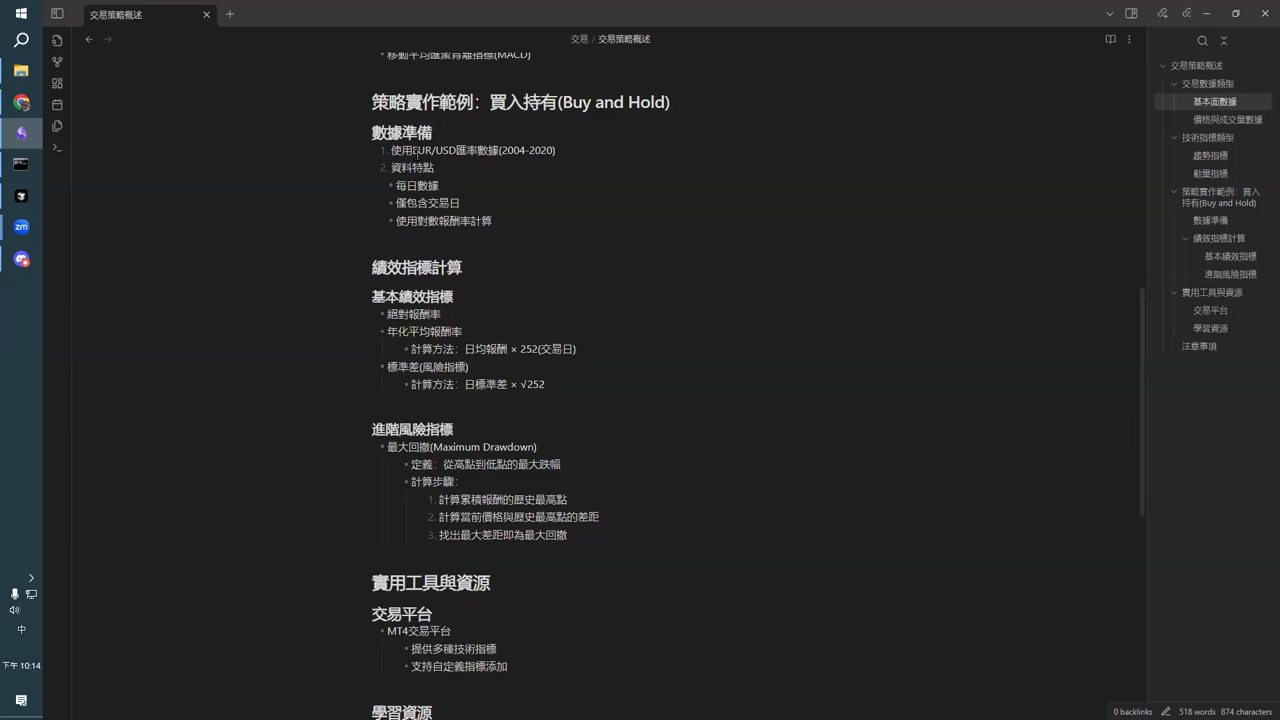 交易策略概述
交易 / 交易策略概述
移動平均匯聚背離指標(MACD)
策略實作範例：買入持有(Buy and Hold)
數據準備
1. 使用EUR/USD匯率數據(2004-2020)
2. 資料特點
每日數據
僅包含交易日
使用對數報酬率計算
績效指標計算
基本績效指標
絕對報酬率
年化平均報酬率
計算方法：日均報酬 × 252(交易日)
標準差(風險指標)
計算方法：日標準差 × √252
進階風險指標
最大回撤(Maximum Drawdown)
定義：從高點到低點的最大跌幅
計算步驟：
1. 計算累積報酬的歷史最高點
2. 計算當前價格與歷史最高點的差距
3. 找出最大差距即為最大回撤
實用工具與資源
交易平台
MT4交易平台
提供多種技術指標
支持自定義指標添加
學習資源
交易策略概述
交易數據類型
基本面數據
價格與成交量數據
技術指標類型
趨勢指標
動量指標
策略實作範例：買入
持有(Buy and Hold)
數據準備
績效指標計算
基本績效指標
進階風險指標
實用工具與資源
交易平台
學習資源
注意事項
zm
中
下午 10:14
0 backlinks
518 words
874 characters